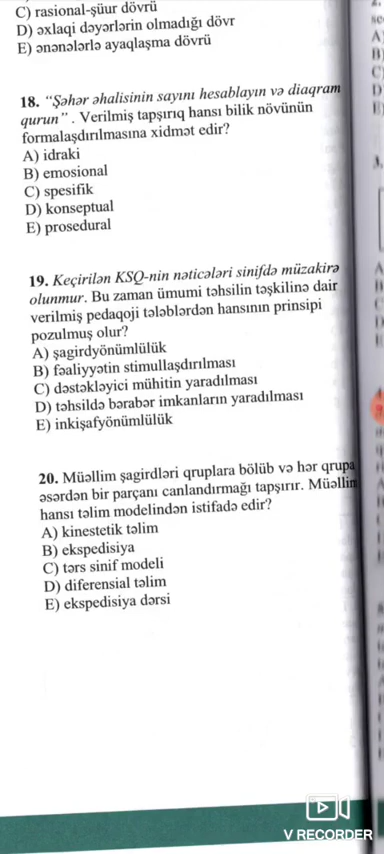 C) rasional-şüur dövrü
D) əxlaqi dəyərlərin olmadığı dövr
E) ənənələrlə ayaqlaşma dövrü
18. "Şəhər əhalisinin sayını hesablayın və diaqram
qurun". Verilmiş tapşırıq hansı bilik növünün
formalaşdırılmasına xidmət edir?
A) idraki
B) emosional
C) spesifik
D) konseptual
E) prosedural
19. Keçirilən KSQ-nin nəticələri sinifdə müzakirə
olunmur. Bu zaman ümumi təhsilin təşkilinə dair
verilmiş pedaqoji tələblərdən hansının prinsipi
pozulmuş olur?
A) şagirdyönümlülük
B) fəaliyyətin stimullaşdırılması
C) dəstəkləyici mühitin yaradılması
D) təhsildə bərabər imkanların yaradılması
E) inkişafyönümlülük
20. Müəllim şagirdləri qruplara bölüb və hər qrupa
əsərdən bir parçanı canlandırmağı tapşırır. Müəllim
hansı təlim modelindən istifadə edir?
A) kinestetik təlim
B) ekspedisiya
C) tərs sinif modeli
D) diferensial təlim
E) ekspedisiya dərsi
V RECORDER